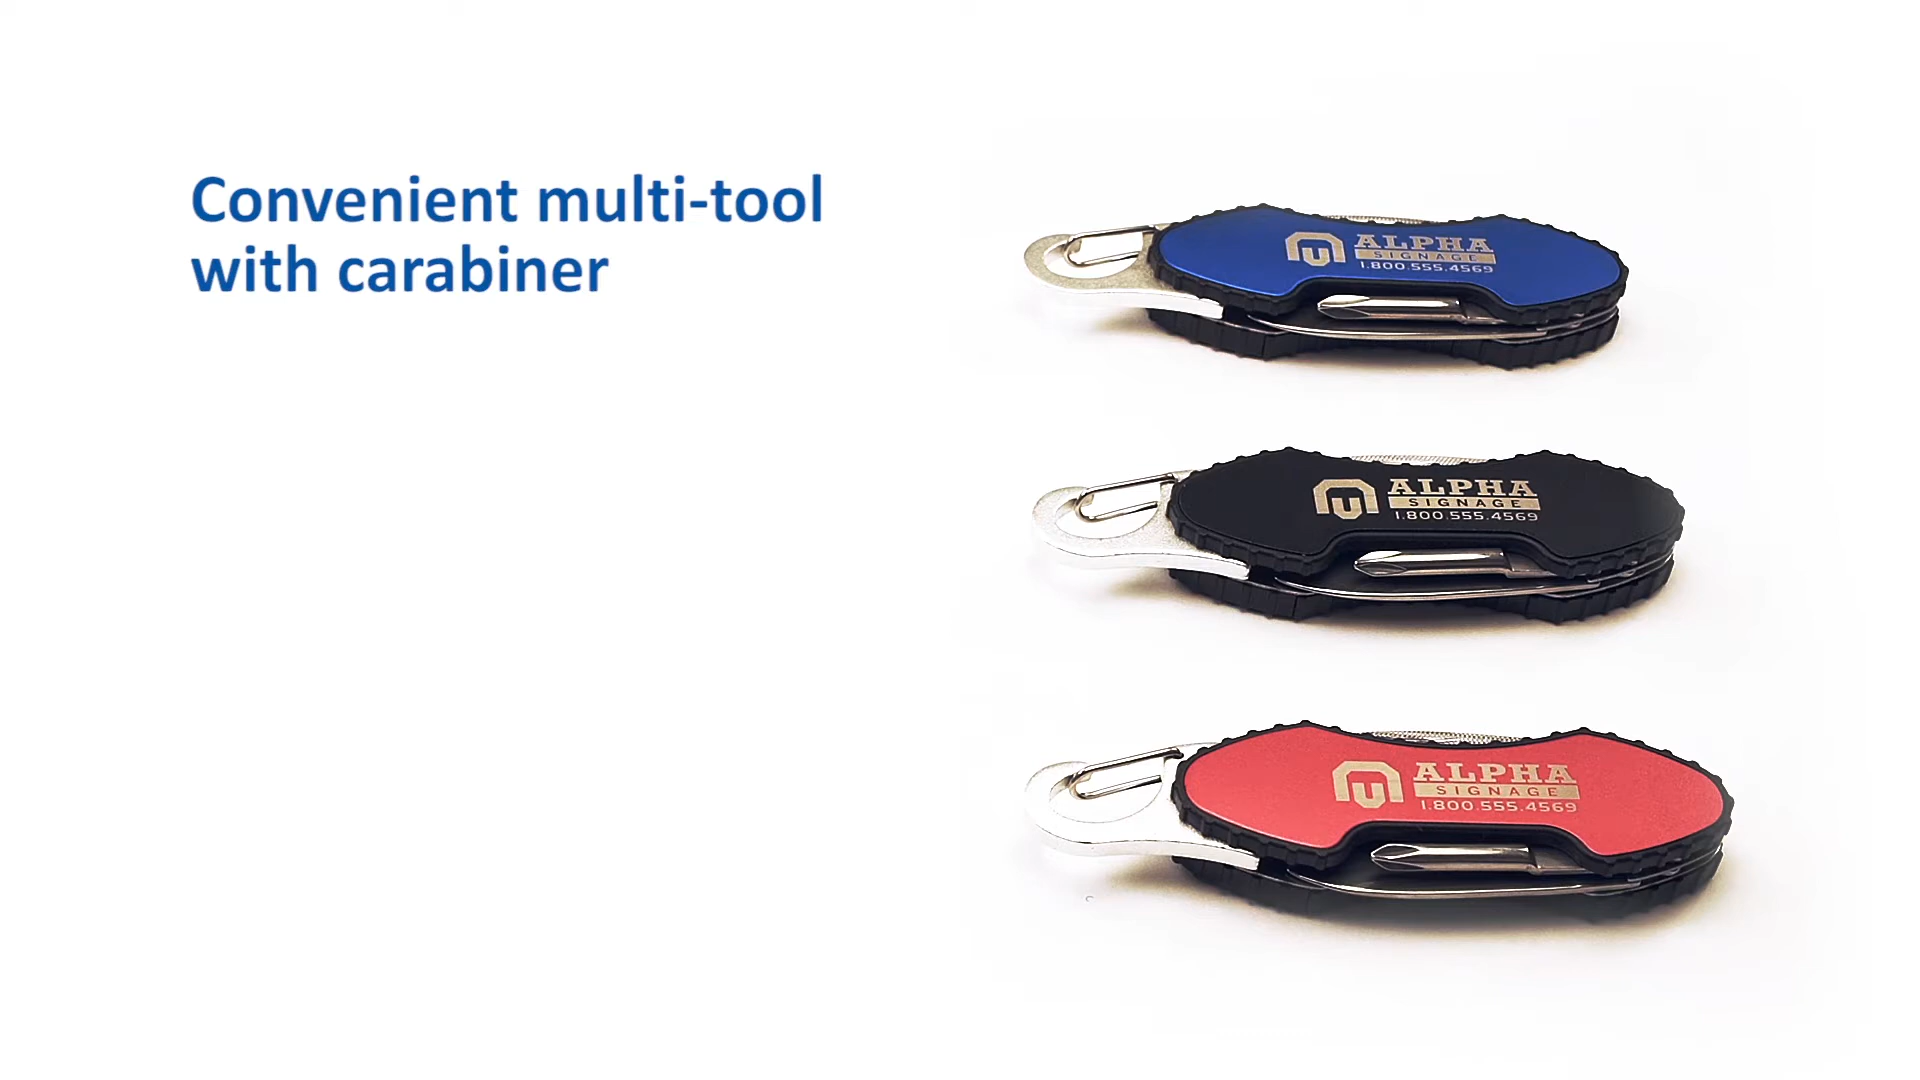 Convenient multi-tool
with carabiner
ALPHA
SIGNAGE
1.800.555.4569
ALPHA
SIGNAGE
1.800.555.4569
ALPHA
SIGNAGE
1.800.555.4569